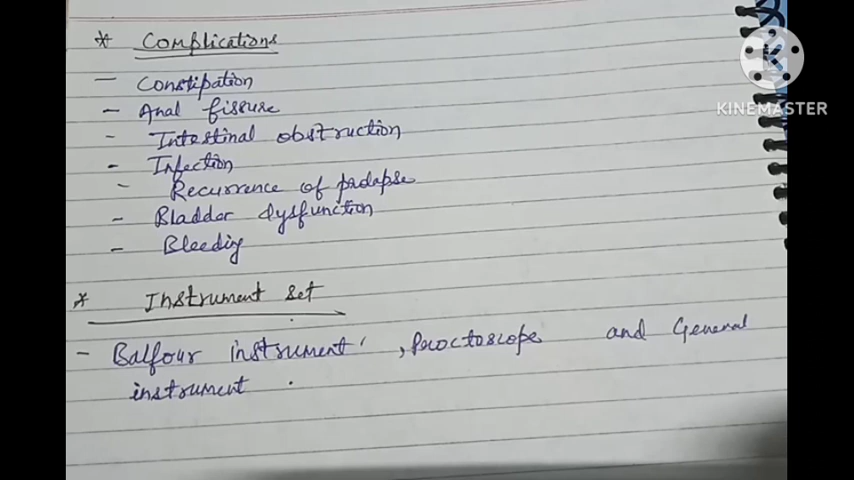 * Complications
- Constipation
- Anal fissure
- Intestinal obstruction
- Infection
- Recurrence of prolapse
- Bladder dysfunction
- Bleeding
* Instrument set
- Balfour instrument , Proctoscope and General
instrument .
KINEMASTER